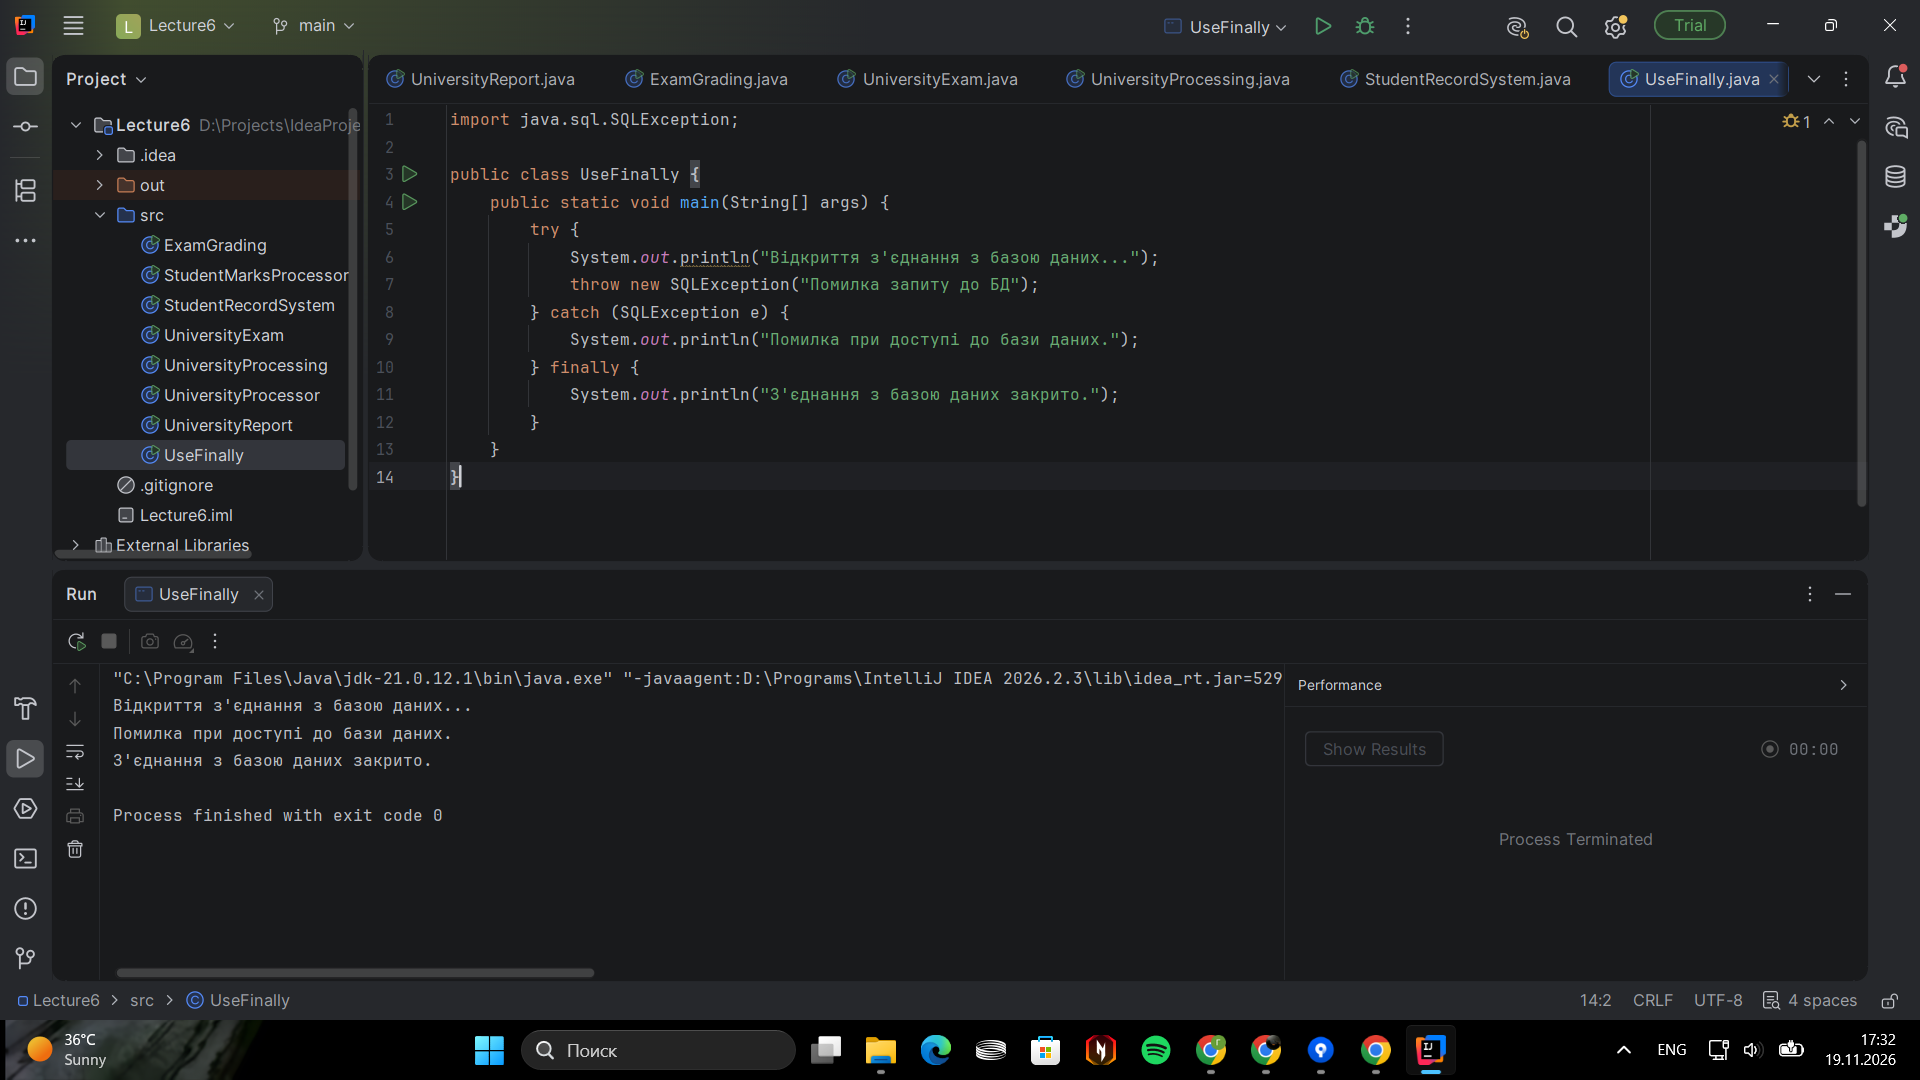 L Lecture6 main UseFinally Trial
Project
UniversityReport.java ExamGrading.java UniversityExam.java UniversityProcessing.java StudentRecordSystem.java UseFinally.java
Lecture6 D:\Projects\IdeaProje
.idea
out
src
ExamGrading
StudentMarksProcessor
StudentRecordSystem
UniversityExam
UniversityProcessing
UniversityProcessor
UniversityReport
UseFinally
.gitignore
Lecture6.iml
External Libraries
1 import java.sql.SQLException;
2
3 public class UseFinally {
4 public static void main(String[] args) {
5 try {
6 System.out.println("Відкриття з'єднання з базою даних...");
7 throw new SQLException("Помилка запиту до БД");
8 } catch (SQLException e) {
9 System.out.println("Помилка при доступі до бази даних.");
10 } finally {
11 System.out.println("З'єднання з базою даних закрито.");
12 }
13 }
14 }
1
Run UseFinally
"C:\Program Files\Java\jdk-21.0.12.1\bin\java.exe" "-javaagent:D:\Programs\IntelliJ IDEA 2026.2.3\lib\idea_rt.jar=529
Відкриття з'єднання з базою даних...
Помилка при доступі до бази даних.
З'єднання з базою даних закрито.
Process finished with exit code 0
Performance
Show Results 00:00
Process Terminated
Lecture6 src UseFinally 14:2 CRLF UTF-8 4 spaces
36°C
Sunny
Поиск
ENG
17:32
19.11.2026